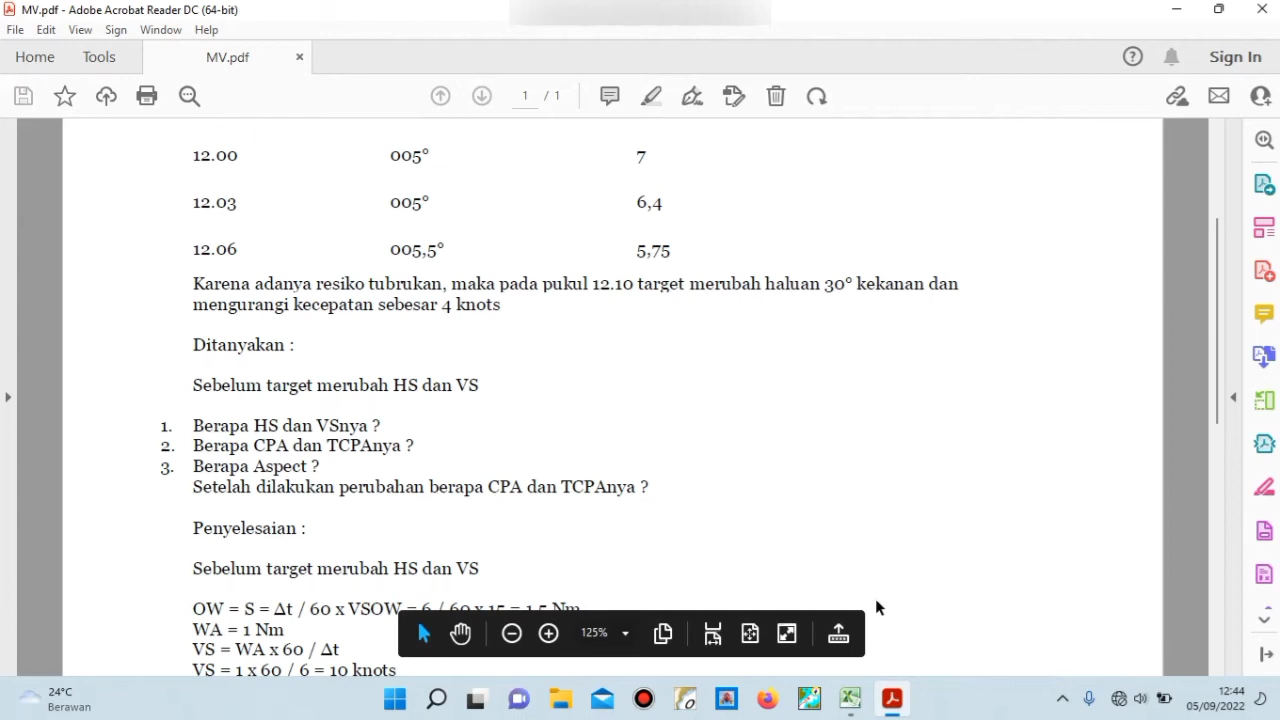 MV.pdf - Adobe Acrobat Reader DC (64-bit)
File Edit View Sign Window Help
Home Tools MV.pdf Sign In
1 / 1
12.00 005° 7
12.03 005° 6,4
12.06 005,5° 5,75
Karena adanya resiko tubrukan, maka pada pukul 12.10 target merubah haluan 30° kekanan dan
mengurangi kecepatan sebesar 4 knots
Ditanyakan :
Sebelum target merubah HS dan VS
1. Berapa HS dan VSnya ?
2. Berapa CPA dan TCPAnya ?
3. Berapa Aspect ?
Setelah dilakukan perubahan berapa CPA dan TCPAnya ?
Penyelesaian :
Sebelum target merubah HS dan VS
OW = S = Δt / 60 x VSOW = 6 / 60 x 15 = 1,5 Nm
WA = 1 Nm
VS = WA x 60 / Δt
VS = 1 x 60 / 6 = 10 knots
125%
24°C
Berawan
12:44
05/09/2022